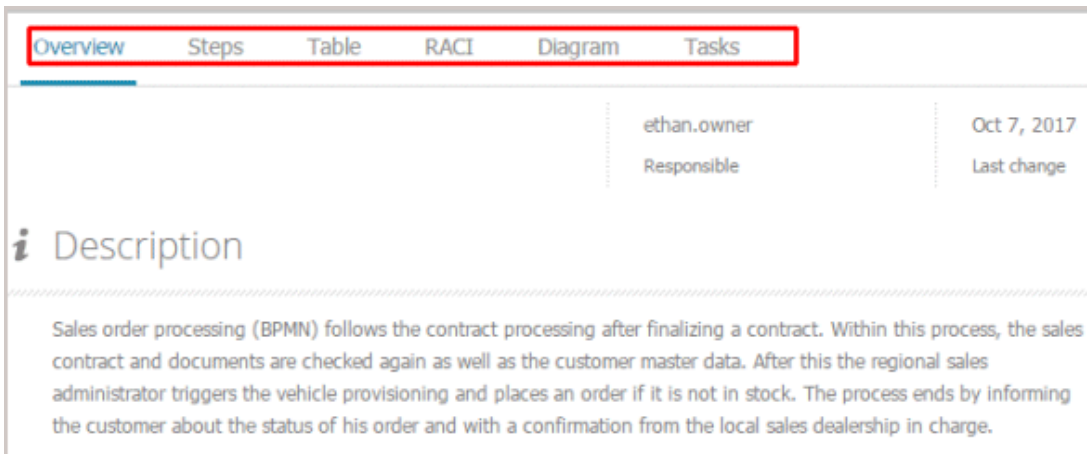 Overview Steps Table RACI Diagram Tasks
ethan.owner Oct 7, 2017
Responsible Last change
i Description
Sales order processing (BPMN) follows the contract processing after finalizing a contract. Within this process, the sales
contract and documents are checked again as well as the customer master data. After this the regional sales
administrator triggers the vehicle provisioning and places an order if it is not in stock. The process ends by informing
the customer about the status of his order and with a confirmation from the local sales dealership in charge.